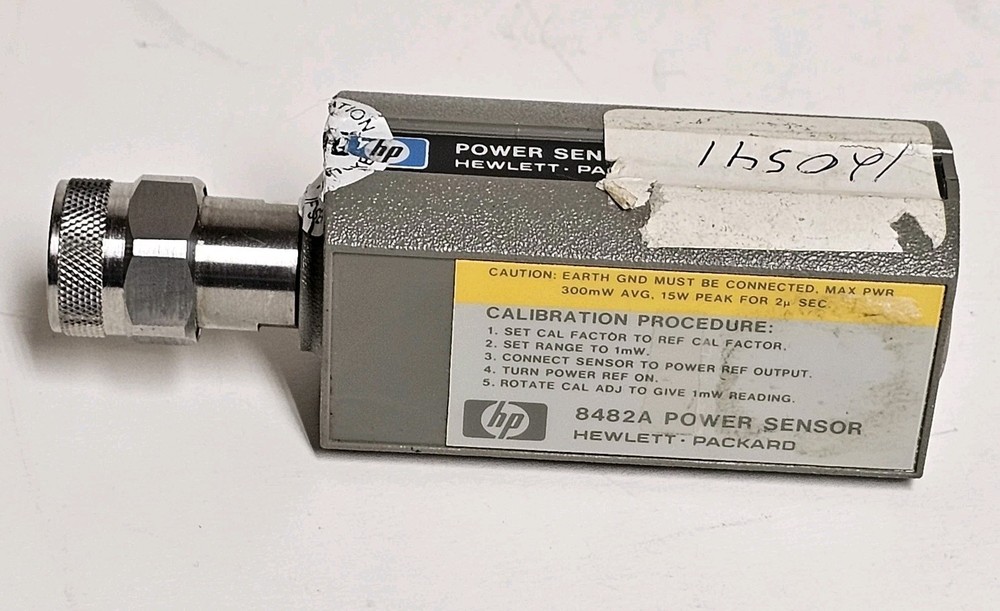 ATION
hp
POWER SEN
HEWLETT·PA
CAUTION: EARTH GND MUST BE CONNECTED. MAX PWR
300mW AVG, 15W PEAK FOR 2μ SEC
CALIBRATION PROCEDURE:
1. SET CAL FACTOR TO REF CAL FACTOR.
2. SET RANGE TO 1mW.
3. CONNECT SENSOR TO POWER REF OUTPUT.
4. TURN POWER REF ON.
5. ROTATE CAL ADJ TO GIVE 1mW READING.
hp
8482A POWER SENSOR
HEWLETT·PACKARD